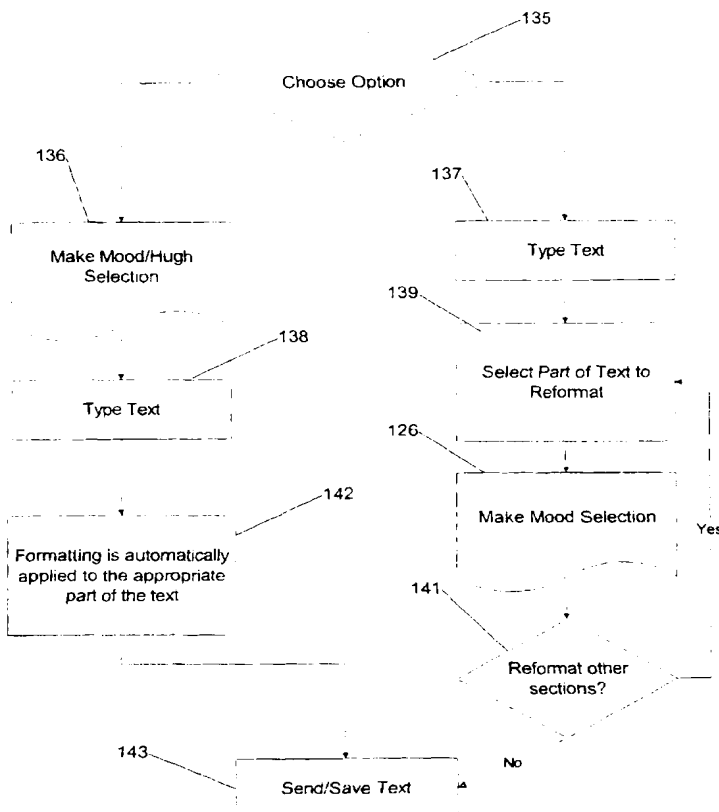 135
Choose Option
136
Make Mood/Hugh
Selection
137
Type Text
138
Type Text
139
Select Part of Text to
Reformat
126
Make Mood Selection
142
Formatting is automatically
applied to the appropriate
part of the text
Yes
141
Reformat other
sections?
No
143
Send/Save Text